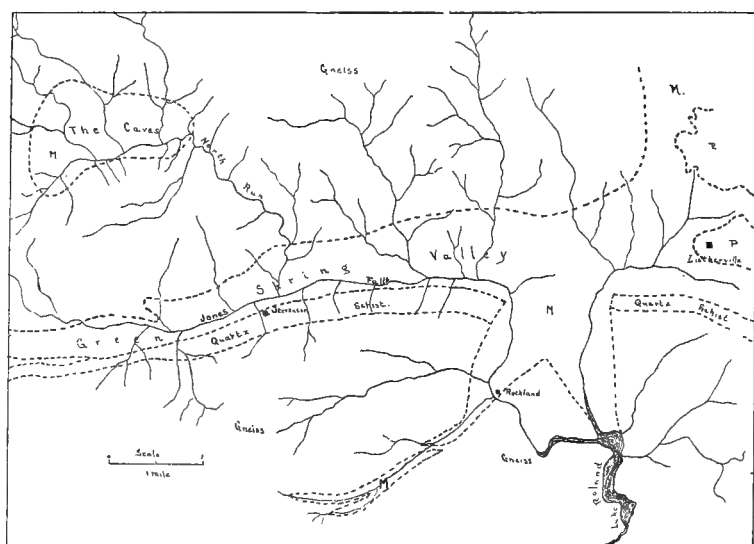 Gneiss
M.
The Caves
P.
M
North
Run
Valley
P
Lutherville
Spring
Falls
M
Jones
Stevenson
Schist.
Quartz
Schist
Green
Quartz
Rockland
Gneiss
Gneiss
Scale
1 mile
M
Roland
Lake